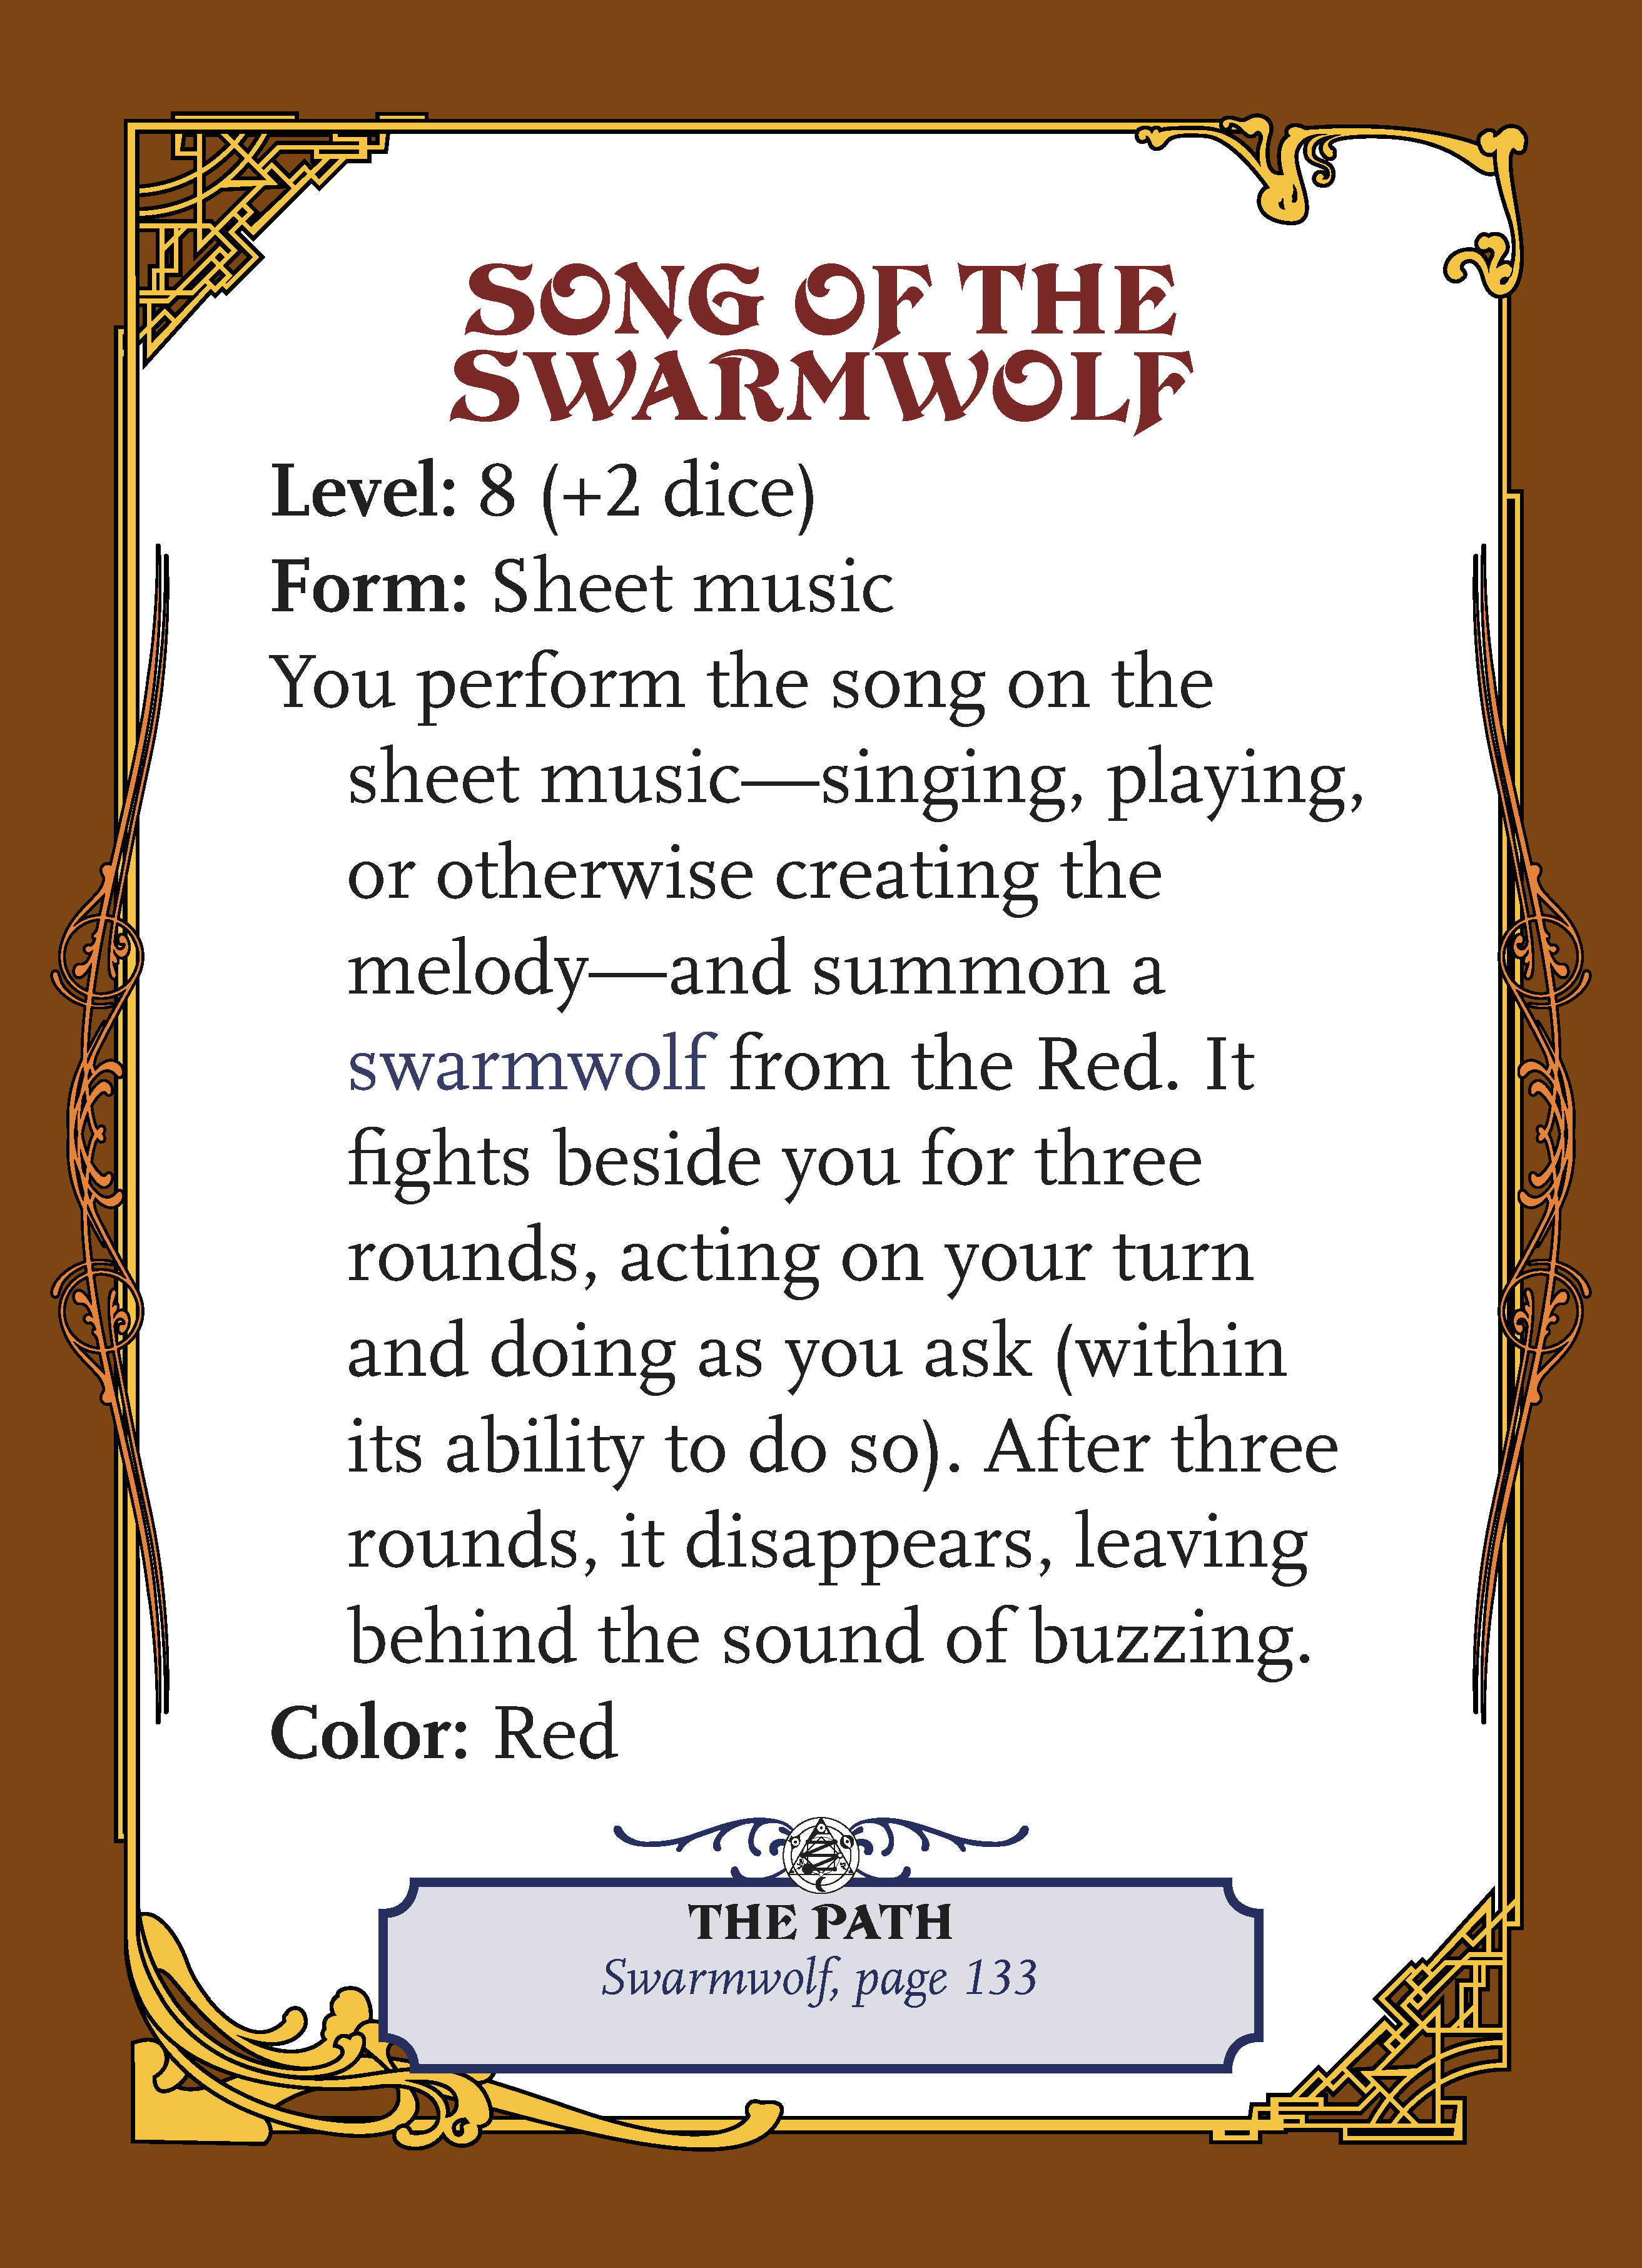 SONG OF THE
SWARMWOLF
Level: 8 (+2 dice)
Form: Sheet music
You perform the song on the
sheet music—singing, playing,
or otherwise creating the
melody—and summon a
swarmwolf from the Red. It
fights beside you for three
rounds, acting on your turn
and doing as you ask (within
its ability to do so). After three
rounds, it disappears, leaving
behind the sound of buzzing.
Color: Red
THE PATH
Swarmwolf, page 133